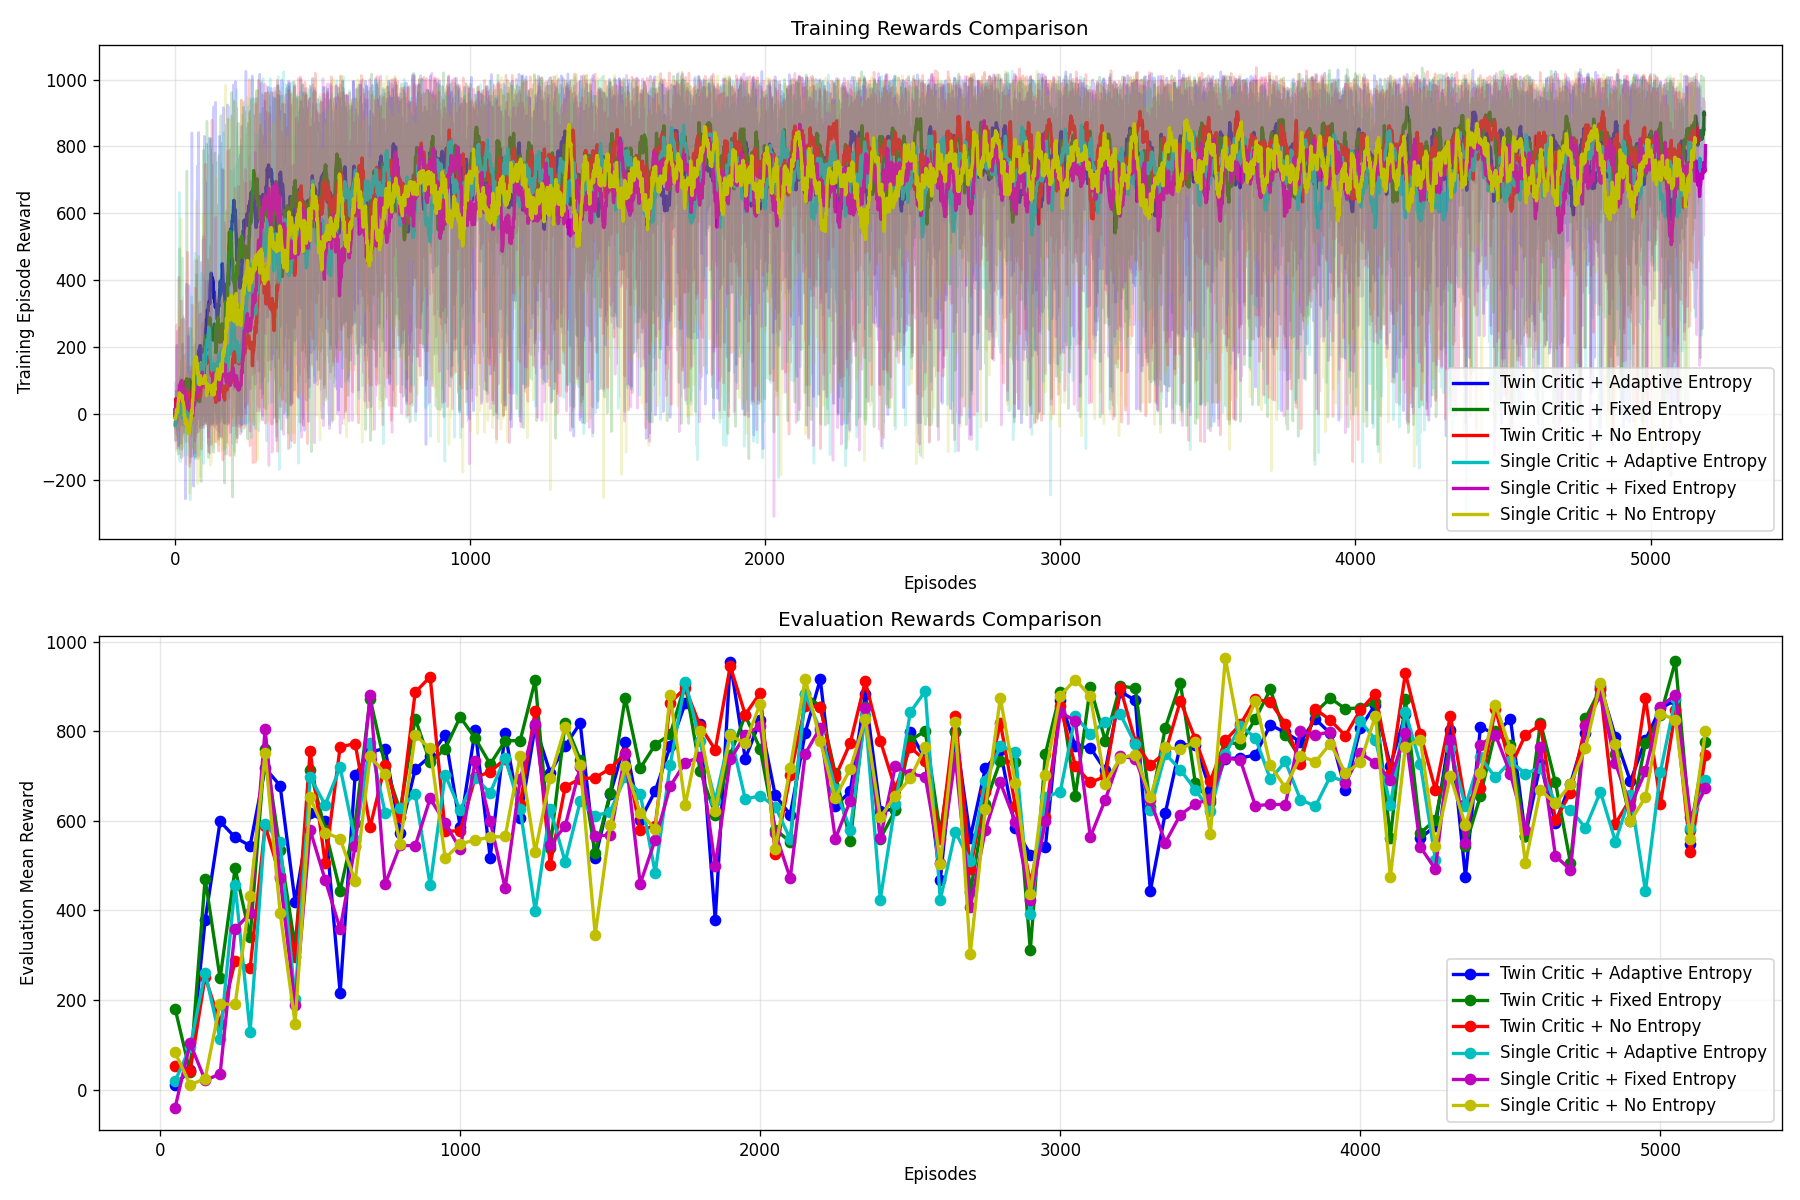 Training Rewards Comparison
1000
800
600
400
200
0
−200
Training Episode Reward
0 1000 2000 3000 4000 5000
Episodes
Twin Critic + Adaptive Entropy
Twin Critic + Fixed Entropy
Twin Critic + No Entropy
Single Critic + Adaptive Entropy
Single Critic + Fixed Entropy
Single Critic + No Entropy
Evaluation Rewards Comparison
1000
800
600
400
200
0
Evaluation Mean Reward
0 1000 2000 3000 4000 5000
Episodes
Twin Critic + Adaptive Entropy
Twin Critic + Fixed Entropy
Twin Critic + No Entropy
Single Critic + Adaptive Entropy
Single Critic + Fixed Entropy
Single Critic + No Entropy